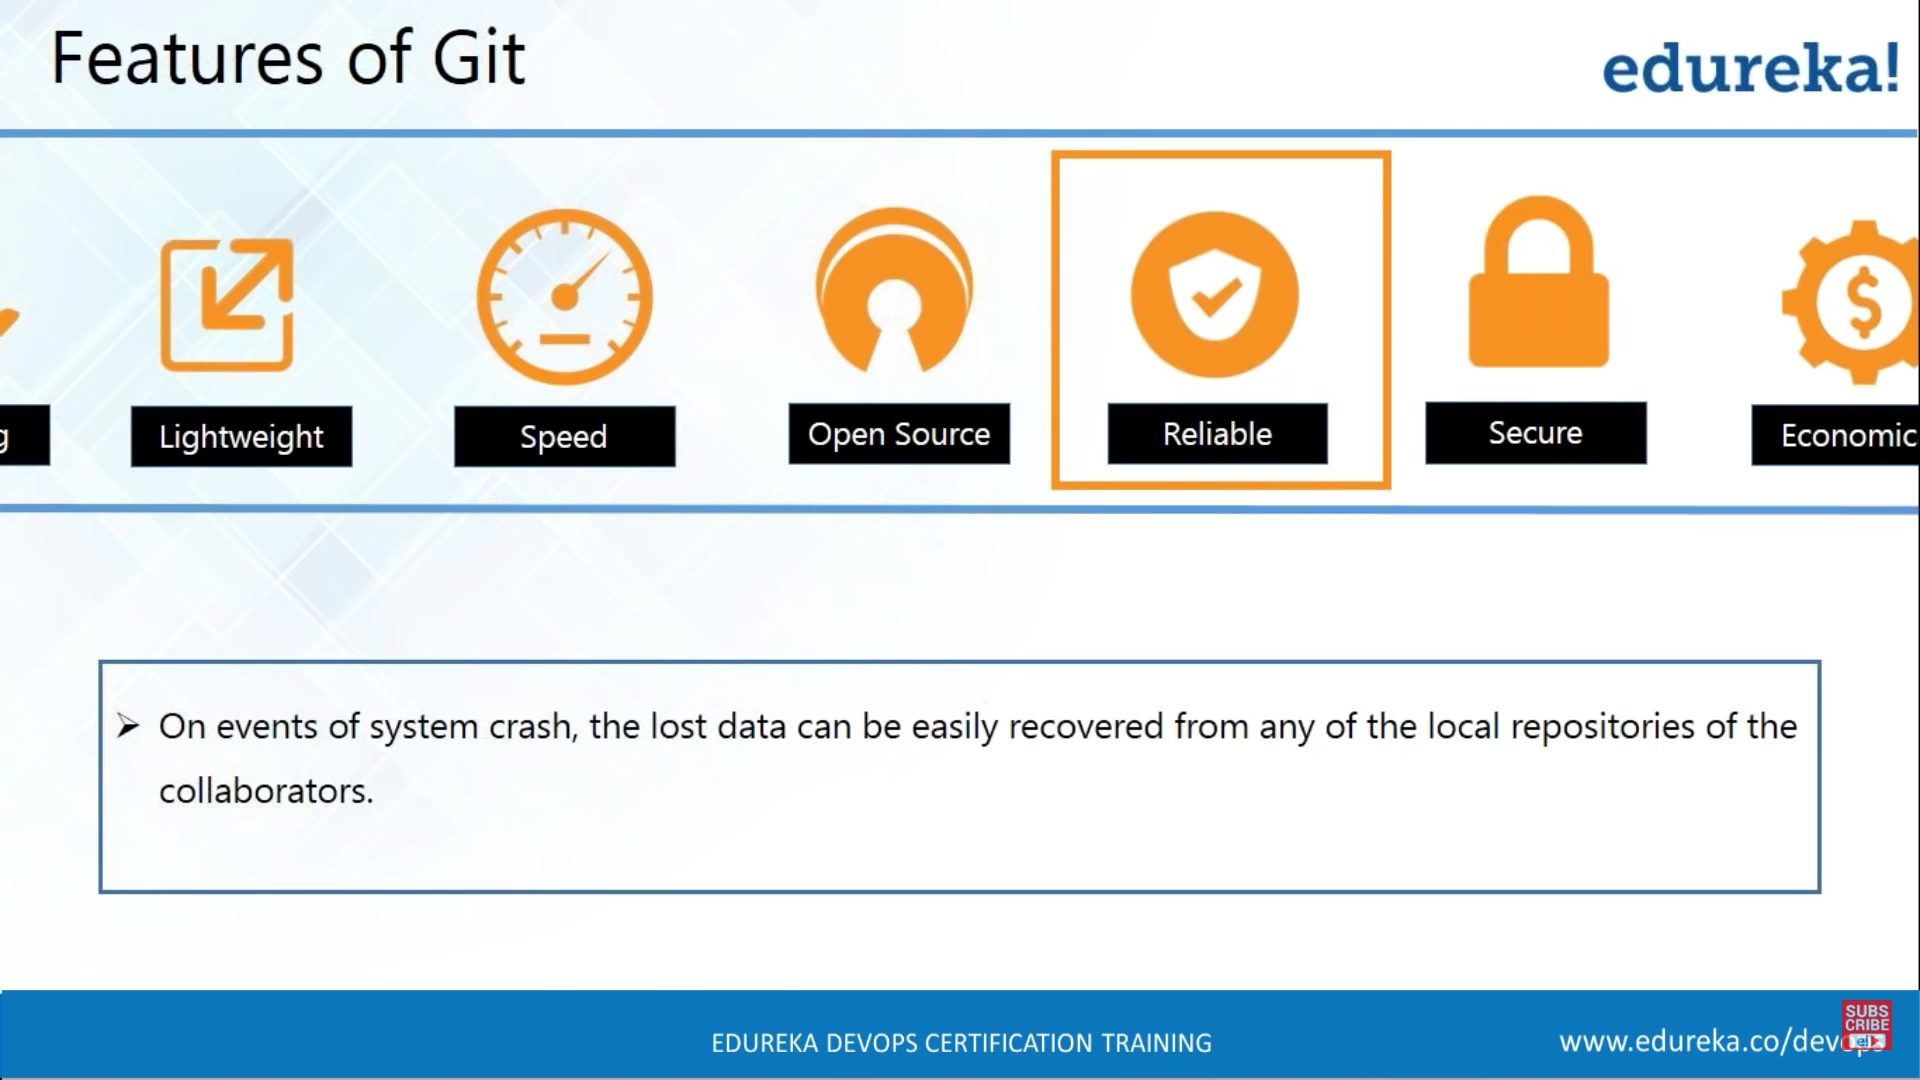 Features of Git
edureka!
g
Lightweight
Speed
Open Source
Reliable
Secure
Economic
➢ On events of system crash, the lost data can be easily recovered from any of the local repositories of the
collaborators.
EDUREKA DEVOPS CERTIFICATION TRAINING
www.edureka.co/devops
SUBS
CRIBE
e!